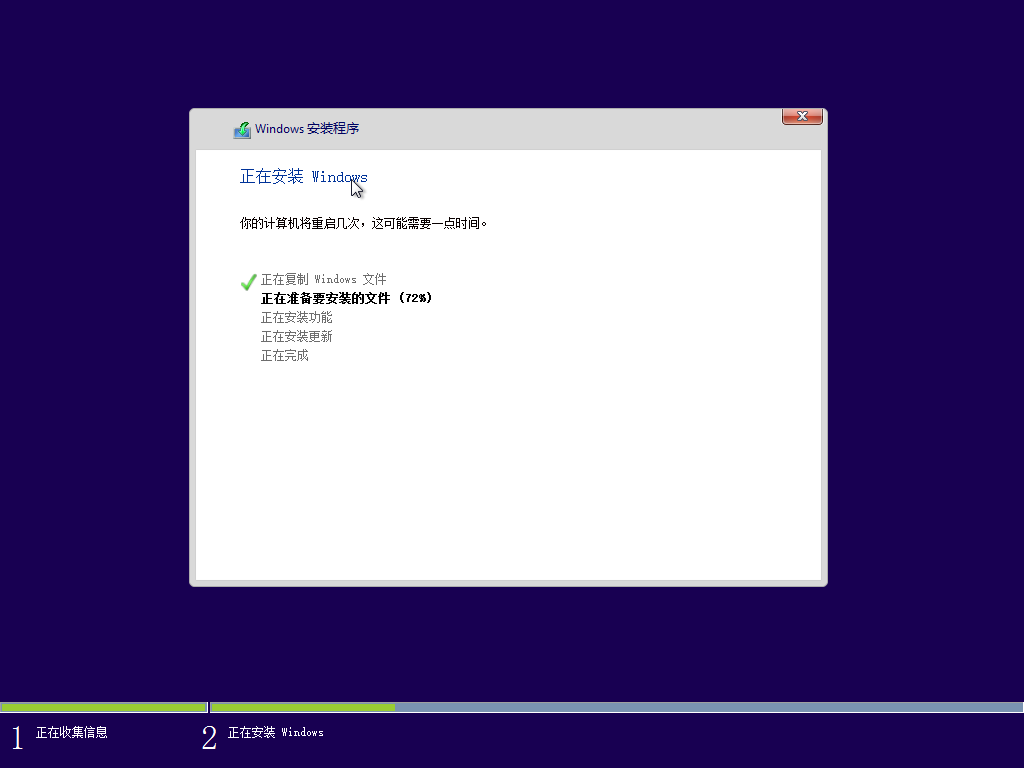 Windows 安装程序
正在安装 Windows
你的计算机将重启几次，这可能需要一点时间。
正在复制 Windows 文件
正在准备要安装的文件 (72%)
正在安装功能
正在安装更新
正在完成
1 正在收集信息
2 正在安装 Windows